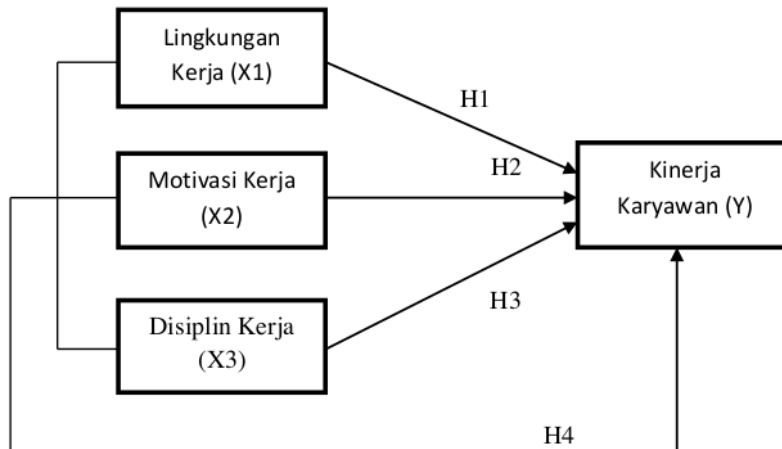 Lingkungan
Kerja (X1)
H1
Motivasi Kerja
(X2)
H2
Kinerja
Karyawan (Y)
Disiplin Kerja
(X3)
H3
H4